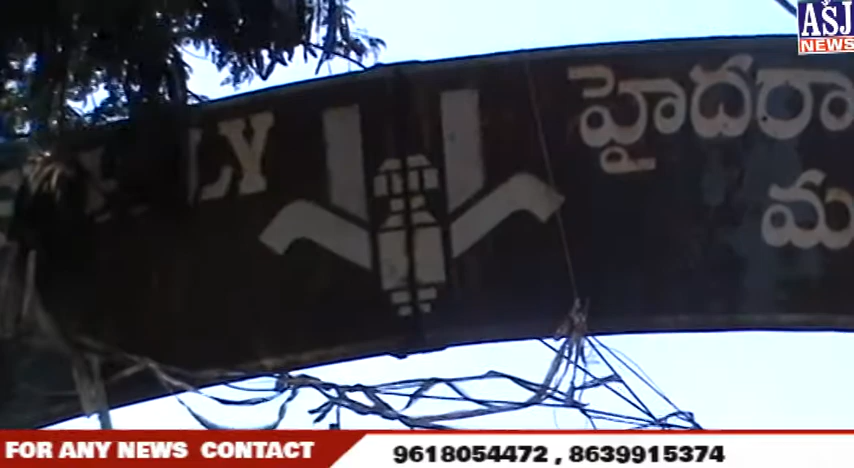 ASJ
NEWS
LY
హైదరా
మ
FOR ANY NEWS CONTACT 9618054472 , 8639915374